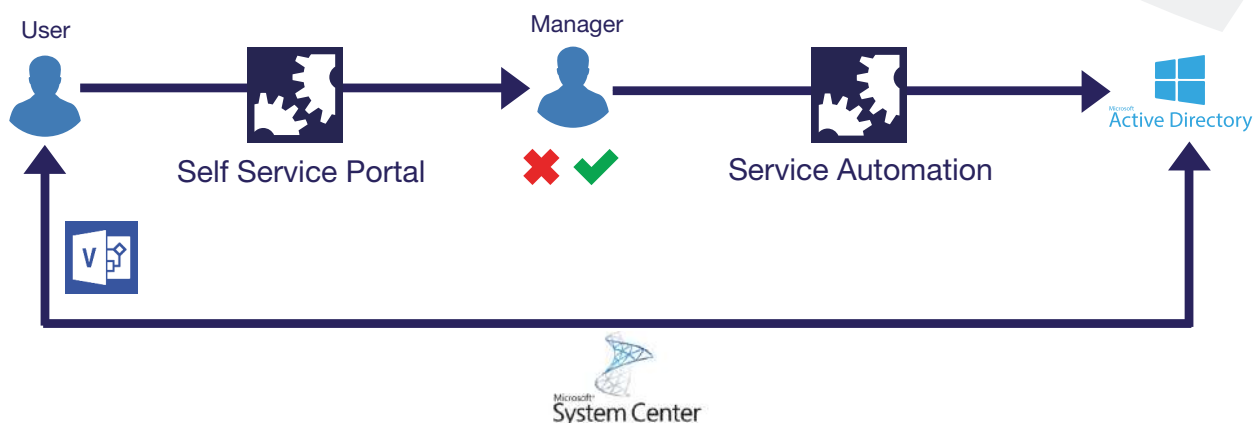 User
Manager
Self Service Portal
Service Automation
Microsoft
Active Directory
V
Microsoft®
System Center